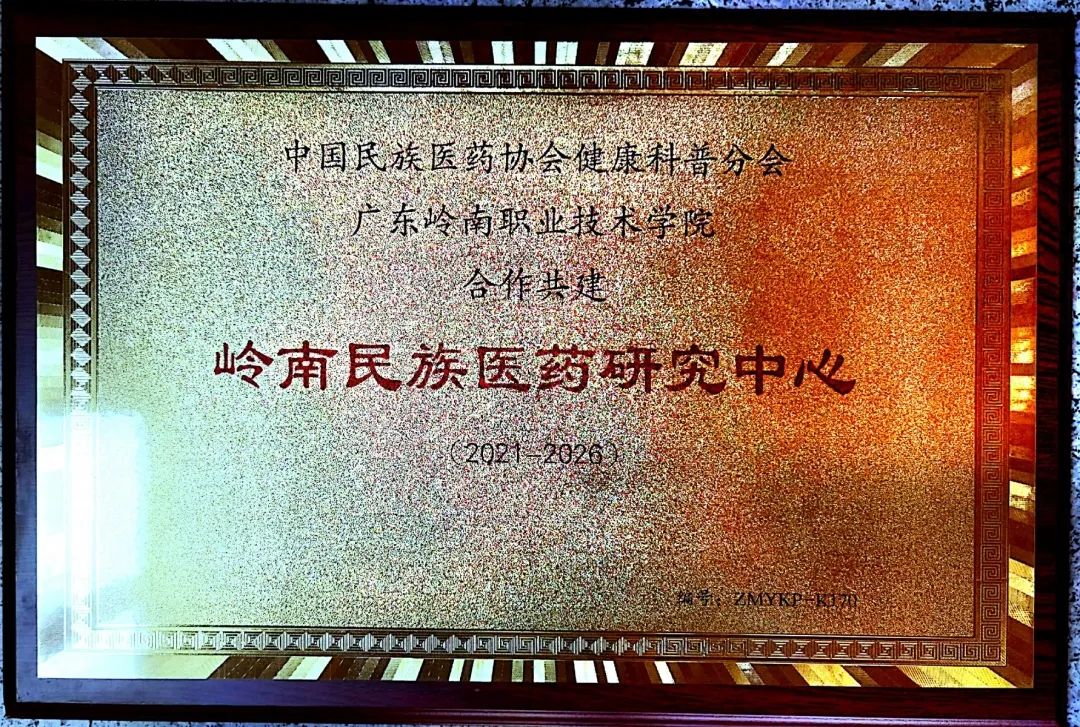 中国民族医药协会健康科普分会
广东岭南职业技术学院
合作共建
岭南民族医药研究中心
（2021-2026）
编号：ZMYKP-K170